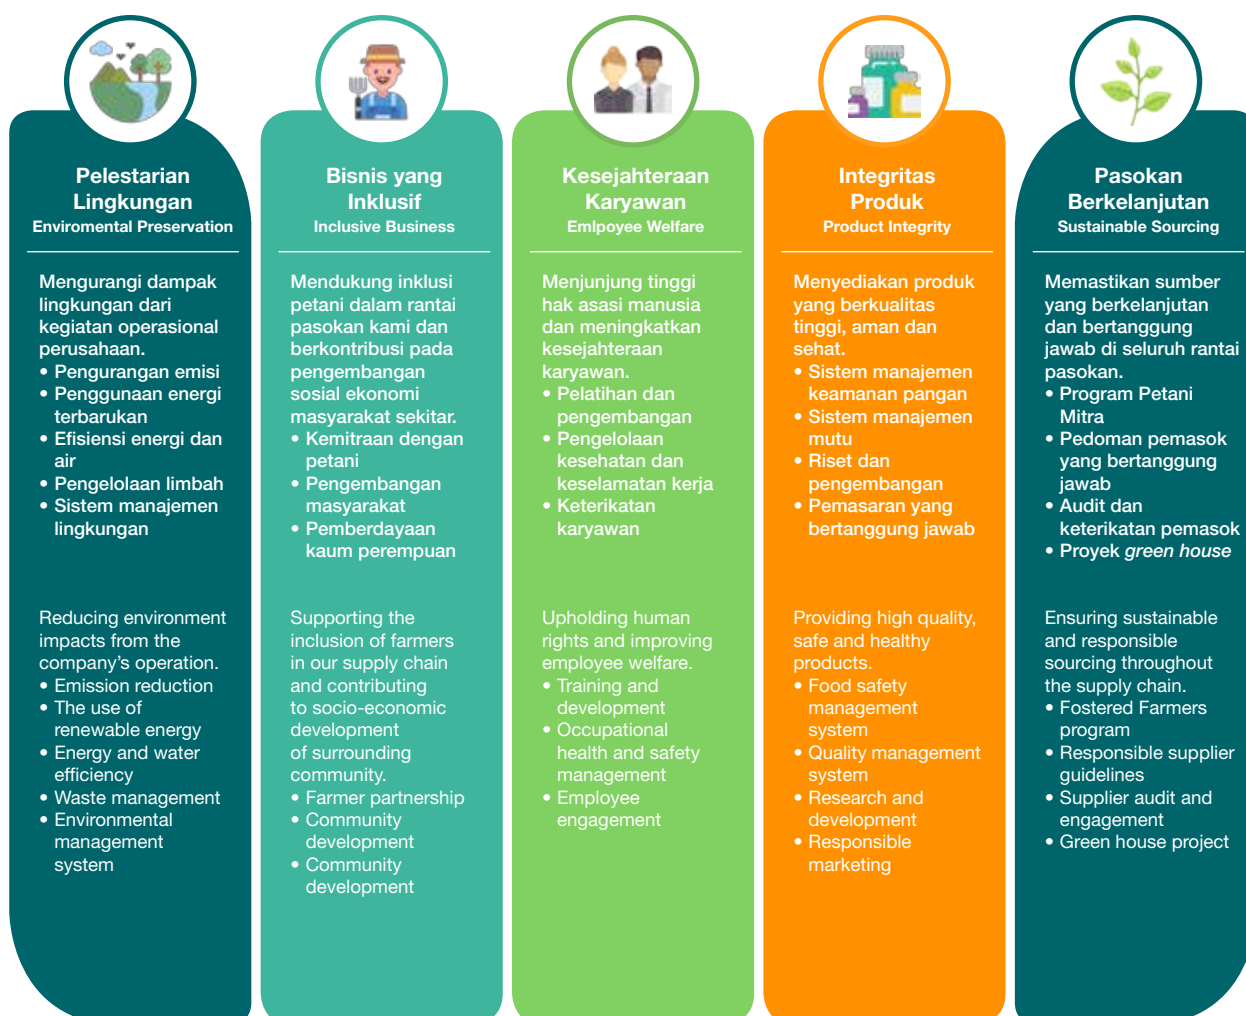 Pelestarian
Lingkungan
Enviromental Preservation
Mengurangi dampak
lingkungan dari
kegiatan operasional
perusahaan.
• Pengurangan emisi
• Penggunaan energi
terbarukan
• Efisiensi energi dan
air
• Pengelolaan limbah
• Sistem manajemen
lingkungan
Reducing environment
impacts from the
company's operation.
• Emission reduction
• The use of
renewable energy
• Energy and water
efficiency
• Waste management
• Environmental
management
system
Bisnis yang
Inklusif
Inclusive Business
Mendukung inklusi
petani dalam rantai
pasokan kami dan
berkontribusi pada
pengembangan
sosial ekonomi
masyarakat sekitar.
• Kemitraan dengan
petani
• Pengembangan
masyarakat
• Pemberdayaan
kaum perempuan
Supporting the
inclusion of farmers
in our supply chain
and contributing
to socio-economic
development
of surrounding
community.
• Farmer partnership
• Community
development
• Community
development
Kesejahteraan
Karyawan
Emlpoyee Welfare
Menjunjung tinggi
hak asasi manusia
dan meningkatkan
kesejahteraan
karyawan.
• Pelatihan dan
pengembangan
• Pengelolaan
kesehatan dan
keselamatan kerja
• Keterikatan
karyawan
Upholding human
rights and improving
employee welfare.
• Training and
development
• Occupational
health and safety
management
• Employee
engagement
Integritas
Produk
Product Integrity
Menyediakan produk
yang berkualitas
tinggi, aman dan
sehat.
• Sistem manajemen
keamanan pangan
• Sistem manajemen
mutu
• Riset dan
pengembangan
• Pemasaran yang
bertanggung jawab
Providing high quality,
safe and healthy
products.
• Food safety
management
system
• Quality management
system
• Research and
development
• Responsible
marketing
Pasokan
Berkelanjutan
Sustainable Sourcing
Memastikan sumber
yang berkelanjutan
dan bertanggung
jawab di seluruh rantai
pasokan.
• Program Petani
Mitra
• Pedoman pemasok
yang bertanggung
jawab
• Audit dan
keterikatan pemasok
• Proyek green house
Ensuring sustainable
and responsible
sourcing throughout
the supply chain.
• Fostered Farmers
program
• Responsible supplier
guidelines
• Supplier audit and
engagement
• Green house project